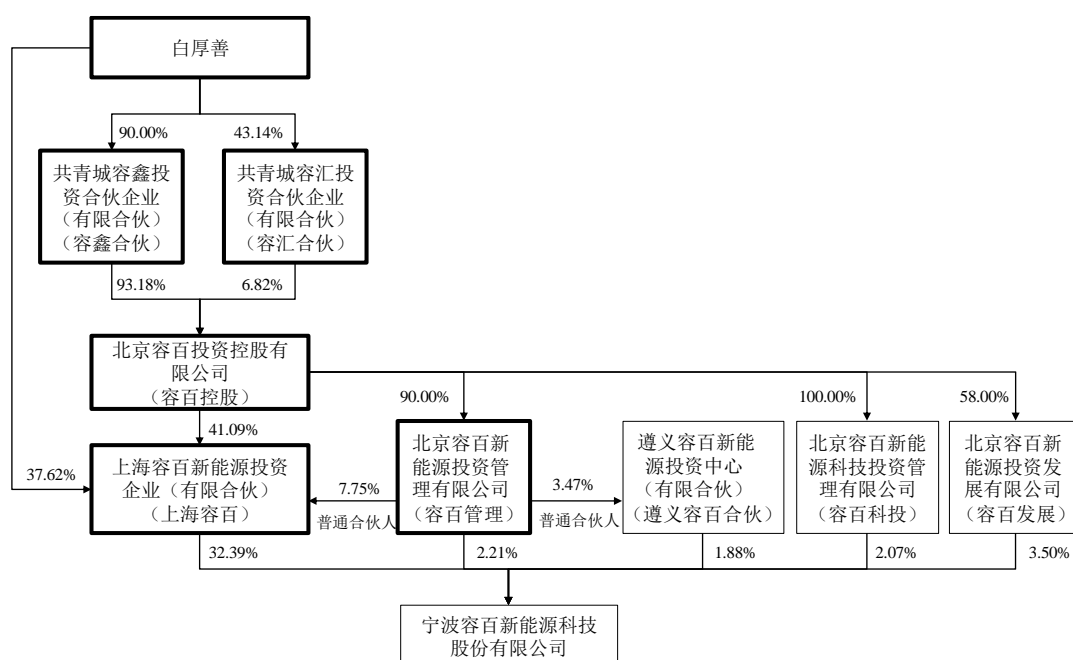 白厚善
90.00%
43.14%
共青城容鑫投
资合伙企业
（有限合伙）
（容鑫合伙）
共青城容汇投
资合伙企业
（有限合伙）
（容汇合伙）
93.18%
6.82%
北京容百投资控股有
限公司
（容百控股）
90.00%
100.00%
58.00%
41.09%
37.62%
上海容百新能源投资
企业（有限合伙）
（上海容百）
7.75%
普通合伙人
北京容百新
能源投资管
理有限公司
（容百管理）
3.47%
普通合伙人
遵义容百新能
源投资中心
（有限合伙）
（遵义容百合伙）
北京容百新能
源科技投资管
理有限公司
（容百科投）
北京容百新
能源投资发
展有限公司
（容百发展）
32.39%
2.21%
1.88%
2.07%
3.50%
宁波容百新能源科技
股份有限公司